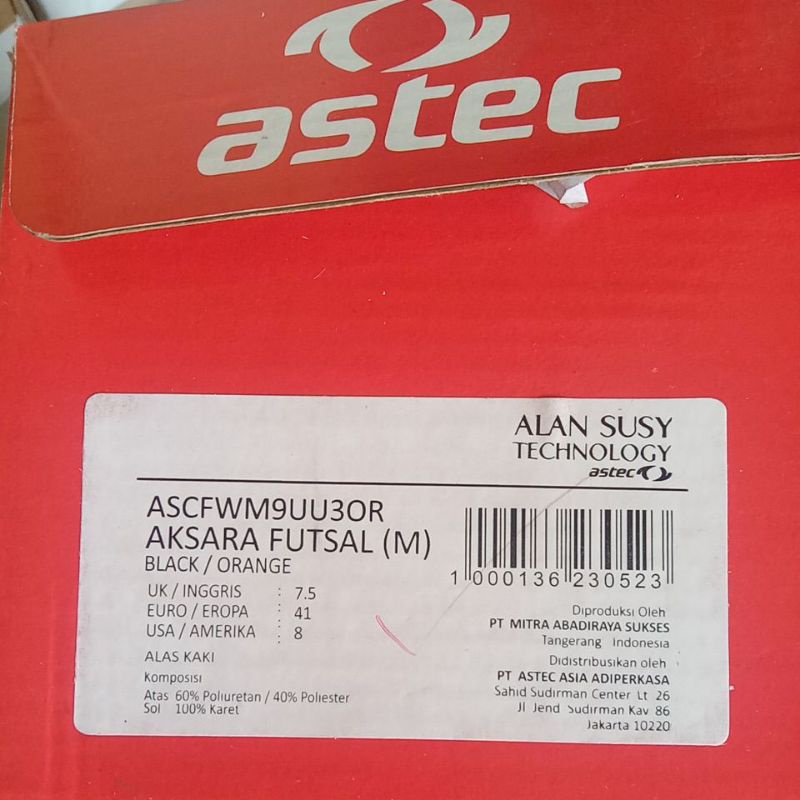 astec
ALAN SUSY
TECHNOLOGY
astec
ASCFWM9UU3OR
AKSARA FUTSAL (M)
BLACK / ORANGE
UK / INGGRIS : 7.5
EURO / EROPA : 41
USA / AMERIKA : 8
ALAS KAKI
Komposisi
Atas 60% Poliuretan / 40% Poliester
Sol 100% Karet
1 000136 230523
Diproduksi Oleh
PT MITRA ABADIRAYA SUKSES
Tangerang Indonesia
Didistribusikan oleh
PT ASTEC ASIA ADIPERKASA
Sahid Sudirman Center Lt 26
Jl Jend Sudirman Kav 86
Jakarta 10220